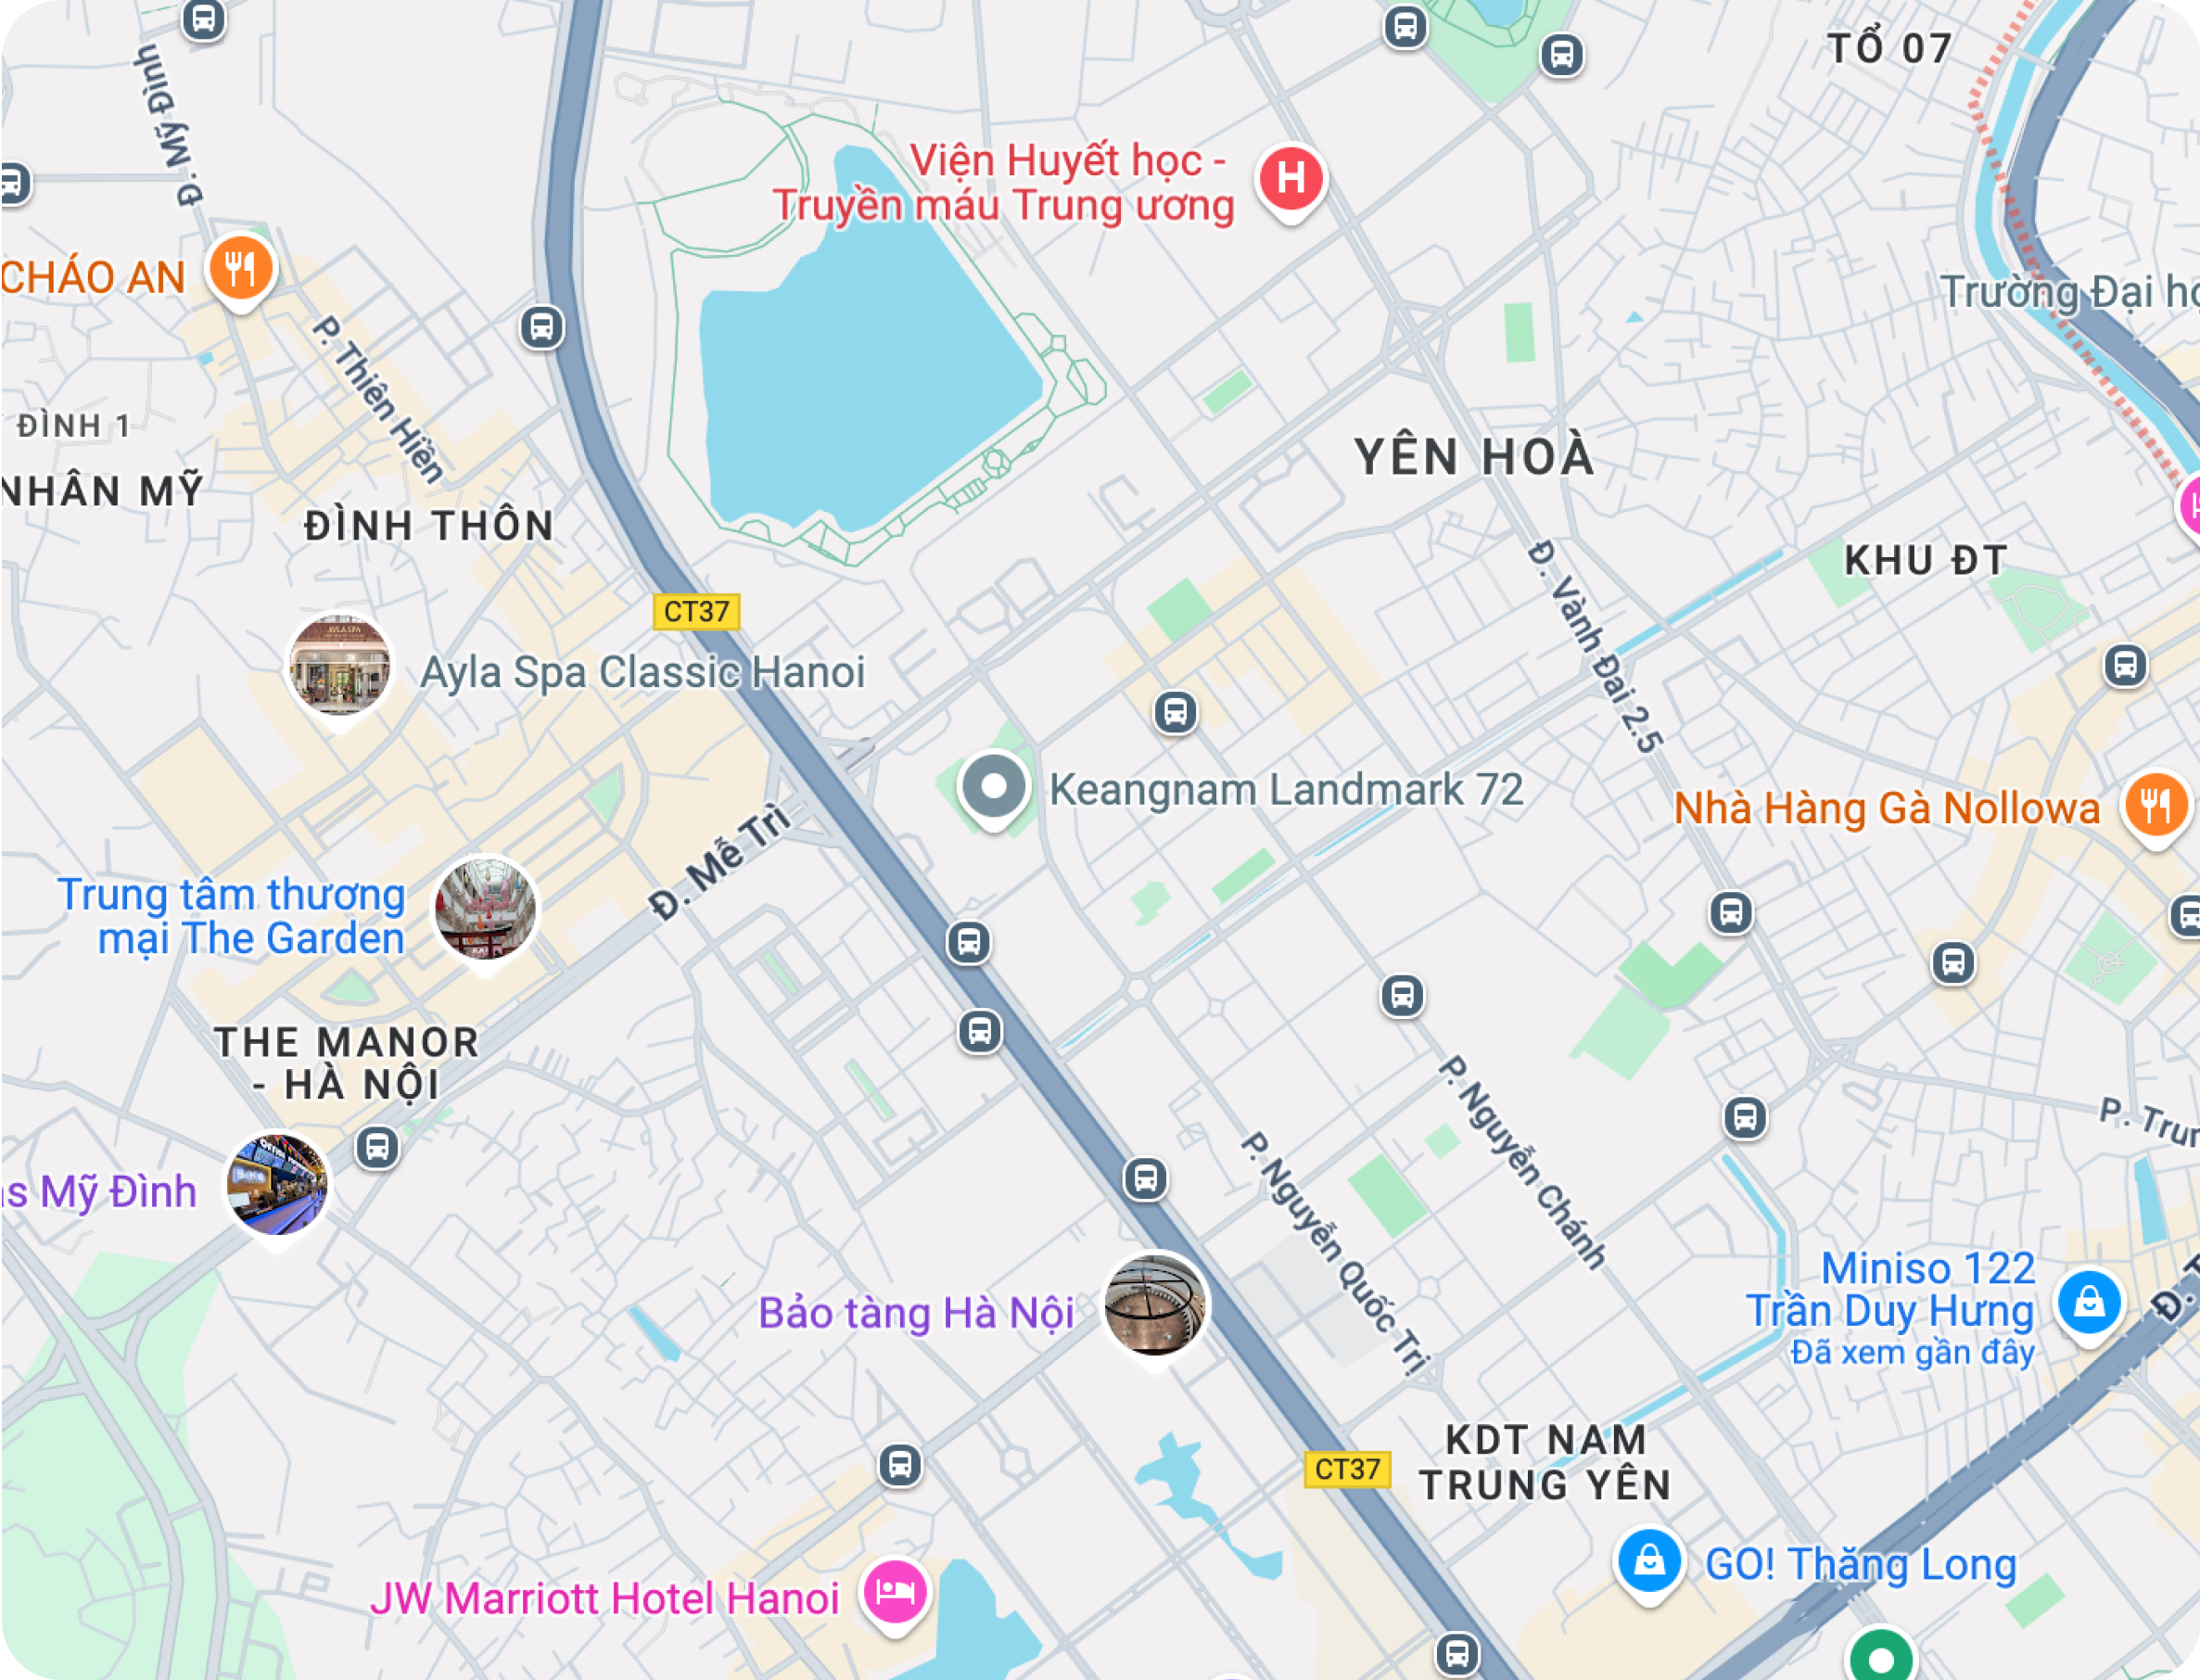 Đ. Mỹ Đình
TỔ 07
Viện Huyết học -
Truyền máu Trung ương
H
CHÁO AN
Trường Đại họ
P. Thiên Hiền
ĐÌNH 1
NHÂN MỸ
YÊN HOÀ
ĐÌNH THÔN
KHU ĐT
CT37
Đ. Vành Đai 2.5
AYLA SPA
Ayla Spa Classic Hanoi
Keangnam Landmark 72
Nhà Hàng Gà Nollowa
Đ. Mễ Trì
Trung tâm thương
mại The Garden
THE MANOR
- HÀ NỘI
P. Nguyễn Chánh
P. Trun
P. Nguyễn Quốc Trị
as Mỹ Đình
Miniso 122
Trần Duy Hưng
Đã xem gần đây
Đ. T
Bảo tàng Hà Nội
KDT NAM
TRUNG YÊN
CT37
GO! Thăng Long
JW Marriott Hotel Hanoi